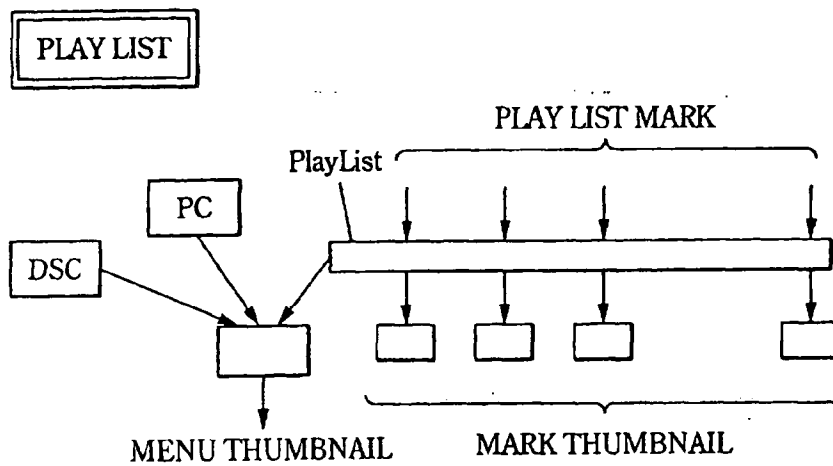 PLAY LIST
PLAY LIST MARK
PlayList
PC
DSC
MENU THUMBNAIL
MARK THUMBNAIL